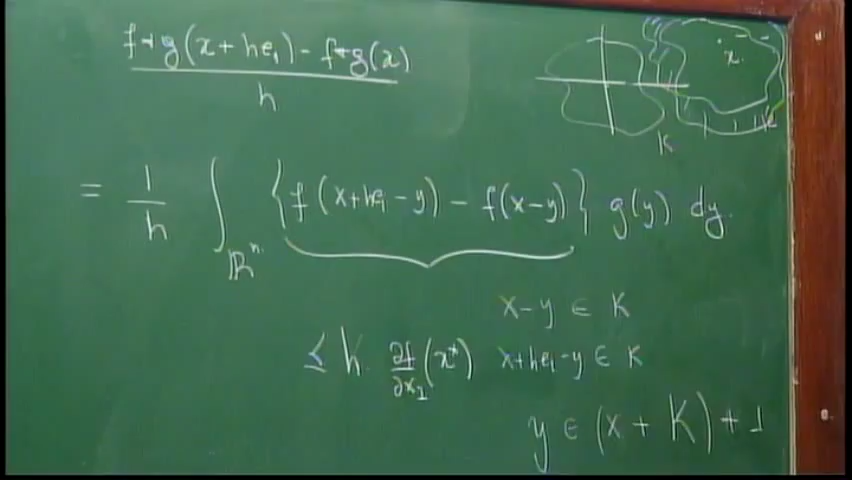 f*g(x+he₁) − f*g(x)
h
= 1/h ∫_{ℝⁿ} {f(x+he₁−y) − f(x−y)} g(y) dy.
x−y ∈ K
≤ h ∂f/∂x₁ (x*) x+he₁−y ∈ K
y ∈ (x + K) + 1
x
K